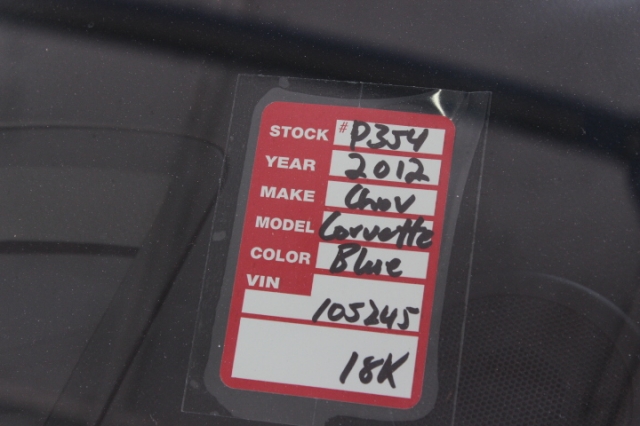 STOCK # P354
YEAR 2012
MAKE Chev
MODEL Corvette
COLOR Blue
VIN
105245
18K